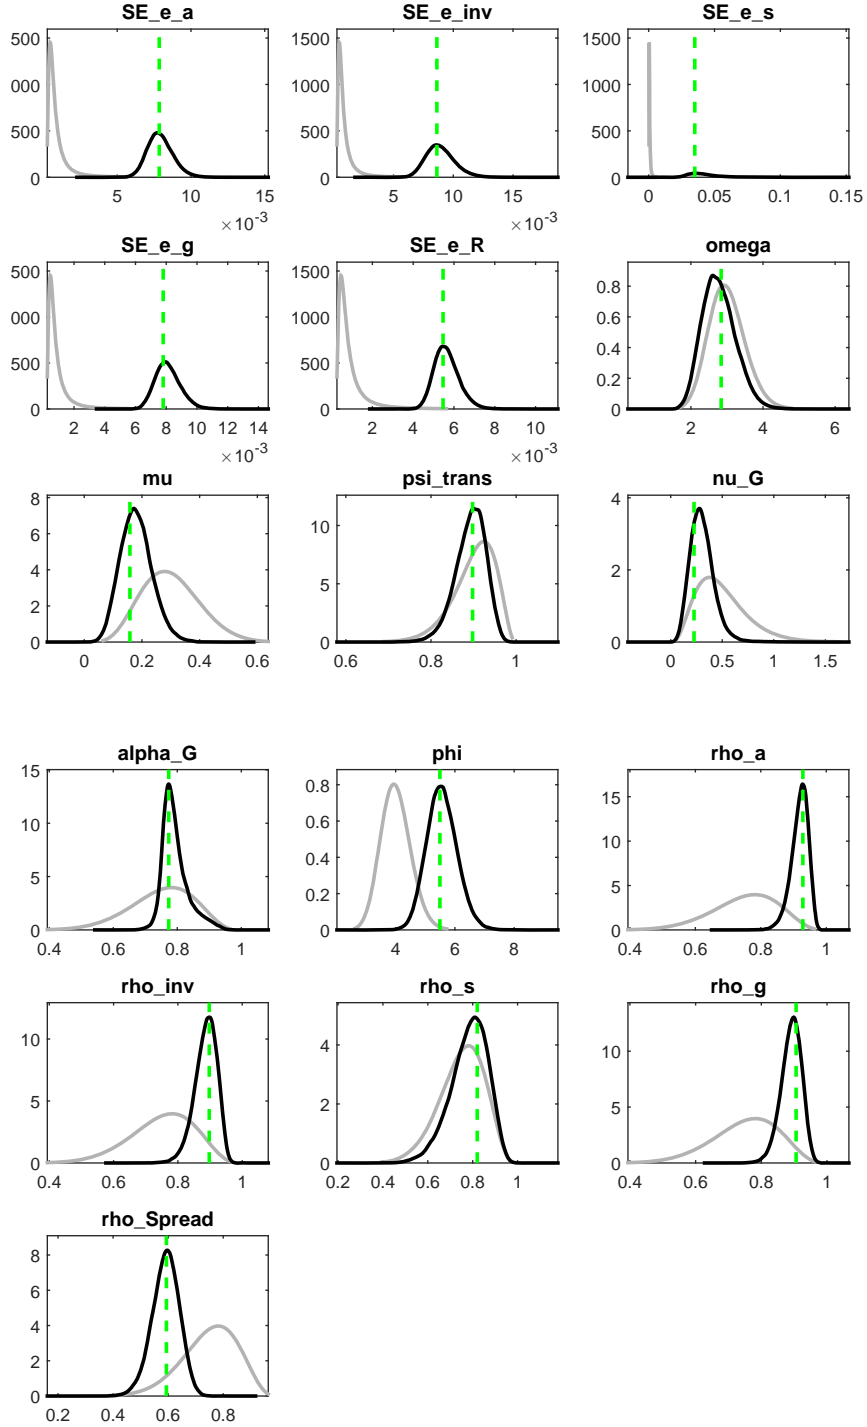 SE_e_a SE_e_inv SE_e_s
500 1500 1500
000 1000 1000
500 500 500
0 0 0
5 10 15 5 10 15 0 0.05 0.1 0.15
×10-3 ×10-3
SE_e_g SE_e_R omega
500 1500 0.8
000 1000 0.6
500 500 0.4
0.2
0 0 0
2 4 6 8 10 12 14 2 4 6 8 10 2 4 6
×10-3 ×10-3
mu psi_trans nu_G
8 10 4
6
4 5 2
2
0 0 0
0 0.2 0.4 0.6 0.6 0.8 1 0 0.5 1 1.5
alpha_G phi rho_a
15 0.8 15
10 0.6 10
5 0.4 5
0.2
0 0 0
0.4 0.6 0.8 1 4 6 8 0.4 0.6 0.8 1
rho_inv rho_s rho_g
10 4 10
5 2 5
0 0 0
0.4 0.6 0.8 1 0.2 0.4 0.6 0.8 1 0.4 0.6 0.8 1
rho_Spread
8
6
4
2
0
0.2 0.4 0.6 0.8